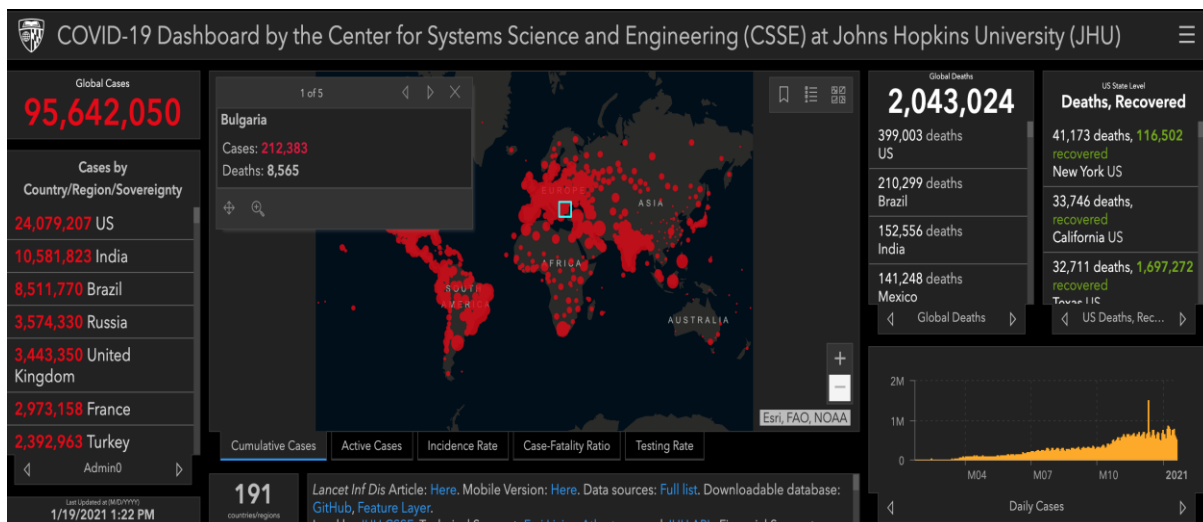 COVID-19 Dashboard by the Center for Systems Science and Engineering (CSSE) at Johns Hopkins University (JHU)
Global Cases
95,642,050
Cases by
Country/Region/Sovereignty
24,079,207 US
10,581,823 India
8,511,770 Brazil
3,574,330 Russia
3,443,350 United
Kingdom
2,973,158 France
2,392,963 Turkey
Admin0
Last Updated at (M/D/YYYY)
1/19/2021 1:22 PM
1 of 5
Bulgaria
Cases: 212,383
Deaths: 8,565
EUROPE
ASIA
AFRICA
SOUTH
AMERICA
AUSTRALIA
Esri, FAO, NOAA
Cumulative Cases
Active Cases
Incidence Rate
Case-Fatality Ratio
Testing Rate
191
countries/regions
Lancet Inf Dis Article: Here. Mobile Version: Here. Data sources: Full list. Downloadable database:
GitHub, Feature Layer.
Global Deaths
2,043,024
399,003 deaths
US
210,299 deaths
Brazil
152,556 deaths
India
141,248 deaths
Mexico
Global Deaths
US State Level
Deaths, Recovered
41,173 deaths, 116,502
recovered
New York US
33,746 deaths,
recovered
California US
32,711 deaths, 1,697,272
recovered
Texas US
US Deaths, Rec...
2M
1M
0
M04
M07
M10
2021
Daily Cases